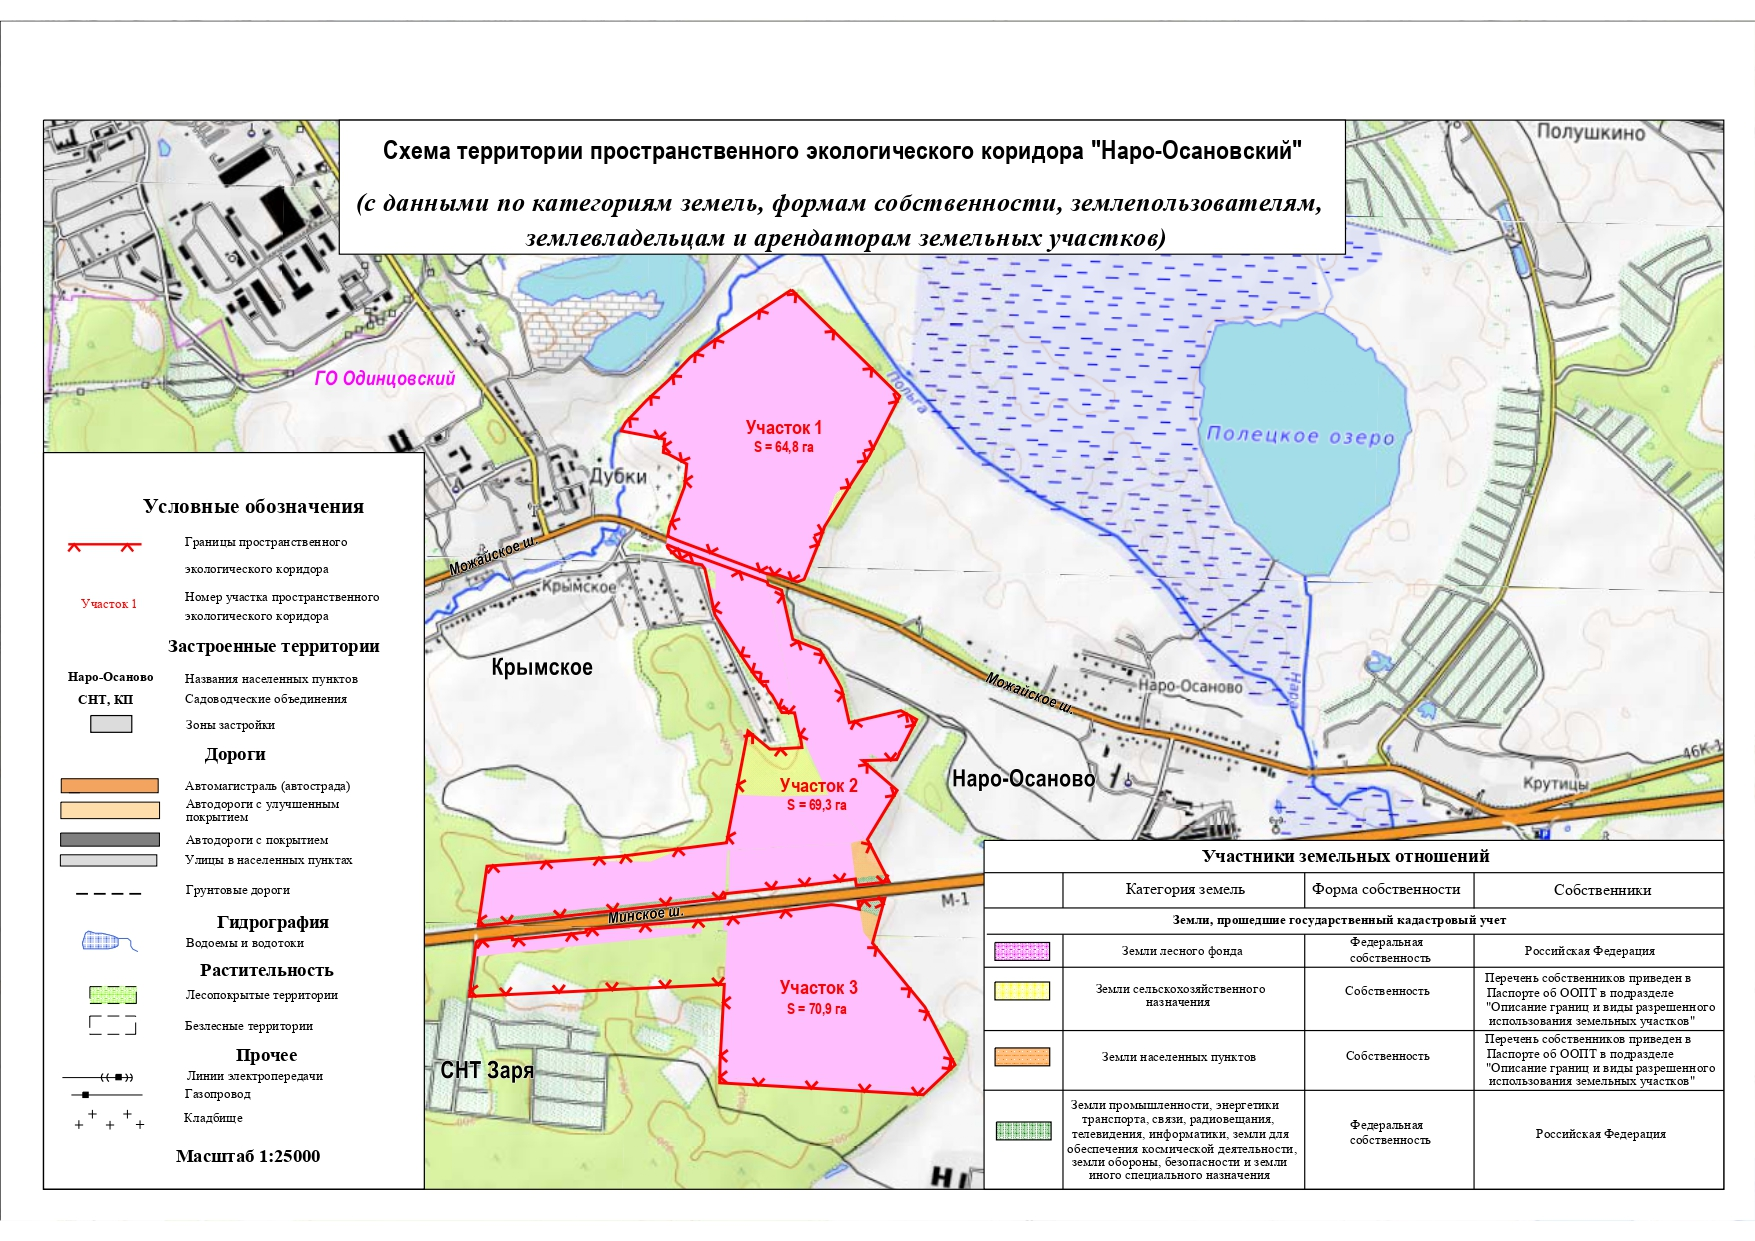 Схема территории пространственного экологического коридора "Наро-Осановский"
(с данными по категориям земель, формам собственности, землепользователям,
землевладельцам и арендаторам земельных участков)
Полушкино
ГО Одинцовский
Польга
Полецкое озеро
Участок 1
S = 64,8 га
Дубки
Можайское ш.
Крымское
Крымское
Можайское ш.
Наро-Осаново
Нара
Наро-Осаново
46К-1
Крутицы
Участок 2
S = 69,3 га
Минское ш.
М-1
Участок 3
S = 70,9 га
СНТ Заря
Условные обозначения
Границы пространственного
экологического коридора
Участок 1
Номер участка пространственного
экологического коридора
Застроенные территории
Наро-Осаново
Названия населенных пунктов
СНТ, КП
Садоводческие объединения
Зоны застройки
Дороги
Автомагистраль (автострада)
Автодороги с улучшенным
покрытием
Автодороги с покрытием
Улицы в населенных пунктах
Грунтовые дороги
Гидрография
Водоемы и водотоки
Растительность
Лесопокрытые территории
Безлесные территории
Прочее
Линии электропередачи
Газопровод
Кладбище
Масштаб 1:25000
Участники земельных отношений
Категория земель
Форма собственности
Собственники
Земли, прошедшие государственный кадастровый учет
Земли лесного фонда
Федеральная
собственность
Российская Федерация
Земли сельскохозяйственного
назначения
Собственность
Перечень собственников приведен в
Паспорте об ООПТ в подразделе
"Описание границ и виды разрешенного
использования земельных участков"
Земли населенных пунктов
Собственность
Перечень собственников приведен в
Паспорте об ООПТ в подразделе
"Описание границ и виды разрешенного
использования земельных участков"
Земли промышленности, энергетики
транспорта, связи, радиовещания,
телевидения, информатики, земли для
обеспечения космической деятельности,
земли обороны, безопасности и земли
иного специального назначения
Федеральная
собственность
Российская Федерация